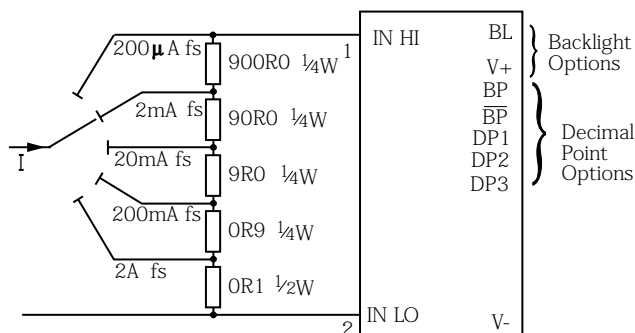 200μA fs
900R0 ¼W
1
IN HI
BL
V+
Backlight
Options
2mA fs
90R0 ¼W
BP
B̅P̅
DP1
DP2
DP3
Decimal
Point
Options
I
20mA fs
9R0 ¼W
200mA fs
0R9 ¼W
2A fs
0R1 ½W
IN LO
2
V-